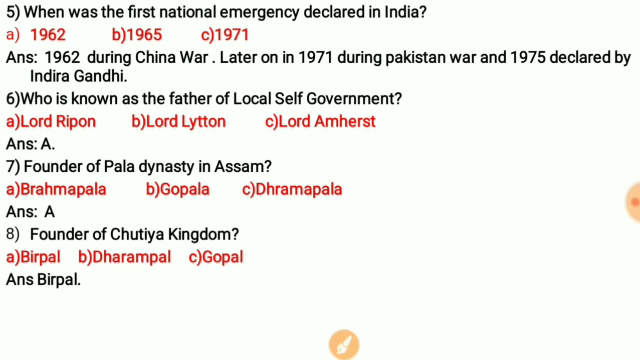 5) When was the first national emergency declared in India?
a) 1962 b)1965 c)1971
Ans: 1962 during China War . Later on in 1971 during pakistan war and 1975 declared by
Indira Gandhi.
6)Who is known as the father of Local Self Government?
a)Lord Ripon b)Lord Lytton c)Lord Amherst
Ans: A.
7) Founder of Pala dynasty in Assam?
a)Brahmapala b)Gopala c)Dhramapala
Ans: A
8) Founder of Chutiya Kingdom?
a)Birpal b)Dharampal c)Gopal
Ans Birpal.